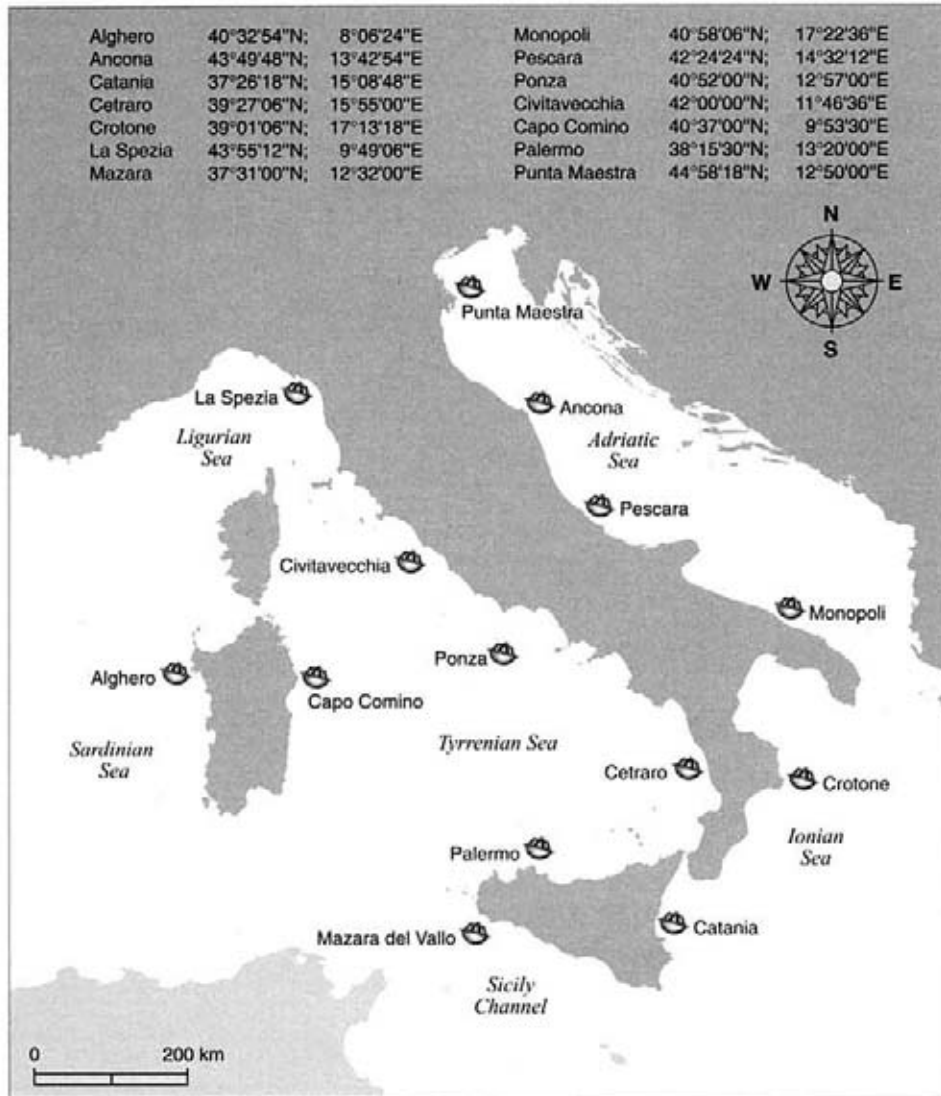 Alghero 40°32'54"N; 8°06'24"E Monopoli 40°58'06"N; 17°22'36"E
Ancona 43°49'48"N; 13°42'54"E Pescara 42°24'24"N; 14°32'12"E
Catania 37°26'18"N; 15°08'48"E Ponza 40°52'00"N; 12°57'00"E
Cetraro 39°27'06"N; 15°55'00"E Civitavecchia 42°00'00"N; 11°46'36"E
Crotone 39°01'06"N; 17°13'18"E Capo Comino 40°37'00"N; 9°53'30"E
La Spezia 43°55'12"N; 9°49'06"E Palermo 38°15'30"N; 13°20'00"E
Mazara 37°31'00"N; 12°32'00"E Punta Maestra 44°58'18"N; 12°50'00"E
N
W E
S
Punta Maestra
La Spezia
Ancona
Ligurian
Sea
Adriatic
Sea
Pescara
Civitavecchia
Monopoli
Ponza
Alghero
Capo Comino
Sardinian
Sea
Tyrrenian Sea
Cetraro
Crotone
Ionian
Sea
Palermo
Mazara del Vallo
Catania
Sicily
Channel
0 200 km